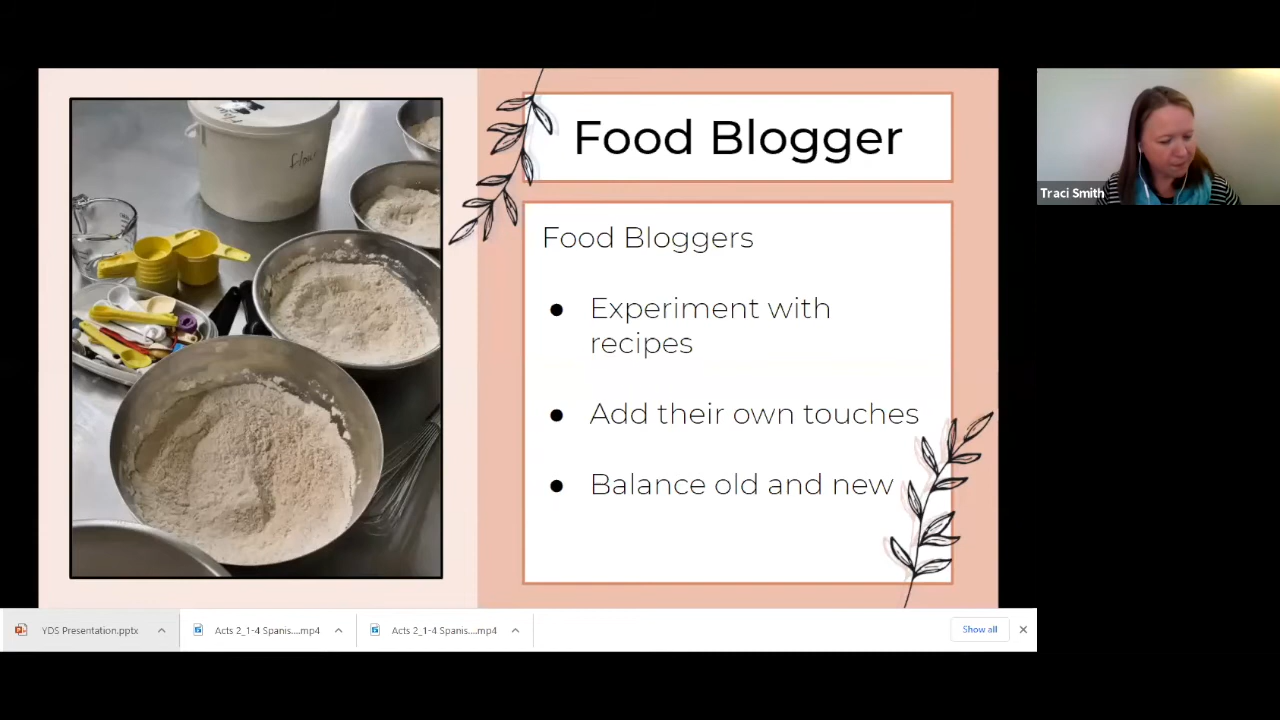 Food Blogger
Food Bloggers
● Experiment with
recipes
● Add their own touches
● Balance old and new
flour
Traci Smith
YDS Presentation.pptx
Acts 2_1-4 Spanis....mp4
Acts 2_1-4 Spanis....mp4
Show all